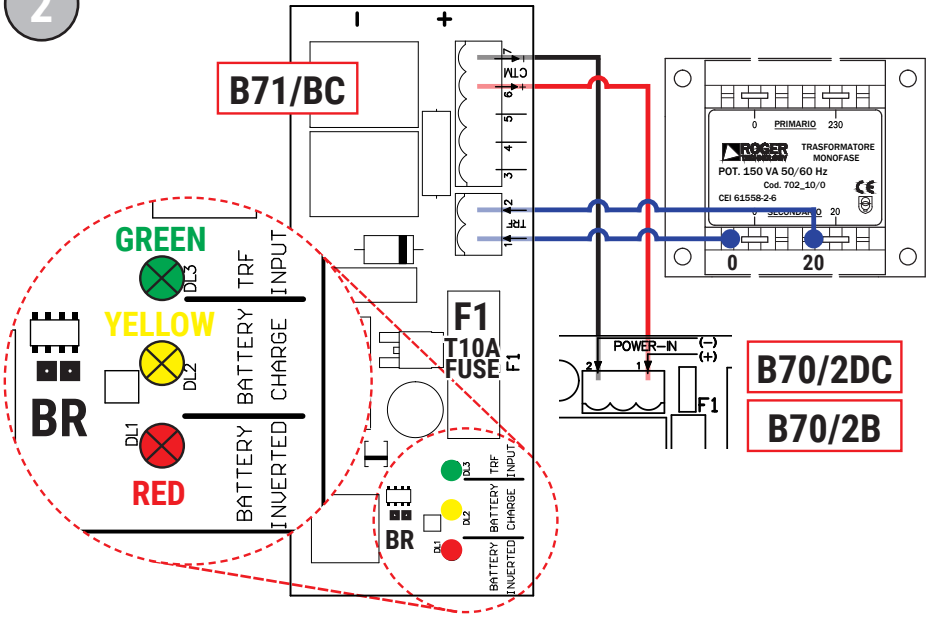 2
− +
B71/BC
7 -
CTM
6 +
5
4
3
2
TRF
1
0 PRIMARIO 230
ROGER
TECHNOLOGY
TRASFORMATORE
MONOFASE
POT. 150 VA 50/60 Hz
Cod. 702_10/0
CEI 61558-2-6
CE
0 SECONDARIO 20
0 20
GREEN
DL3
TRF
INPUT
YELLOW
DL2
BATTERY
CHARGE
BR
DL1
BATTERY
INVERTED
RED
F1
T10A
FUSE
F1
POWER-IN (-)
(+)
2 1
F1
B70/2DC
B70/2B
DL3
TRF
INPUT
DL2
BATTERY
CHARGE
BR
DL1
BATTERY
INVERTED